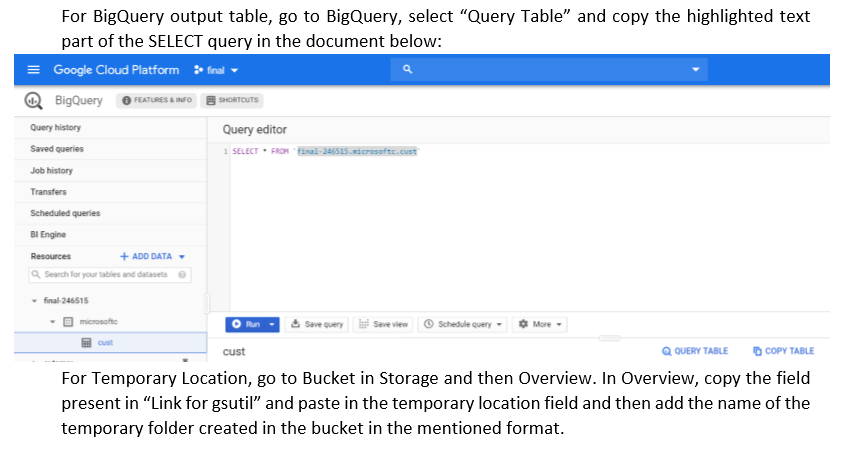 For BigQuery output table, go to BigQuery, select “Query Table” and copy the highlighted text
part of the SELECT query in the document below:
Google Cloud Platform final
BigQuery FEATURES & INFO SHORTCUTS
Query history
Query editor
1 SELECT * FROM `final-246515.microsoftc.cust`
Saved queries
Job history
Transfers
Scheduled queries
BI Engine
Resources + ADD DATA
Search for your tables and datasets
final-246515
microsoftc
cust
Run Save query Save view Schedule query More
cust QUERY TABLE COPY TABLE
For Temporary Location, go to Bucket in Storage and then Overview. In Overview, copy the field
present in “Link for gsutil” and paste in the temporary location field and then add the name of the
temporary folder created in the bucket in the mentioned format.